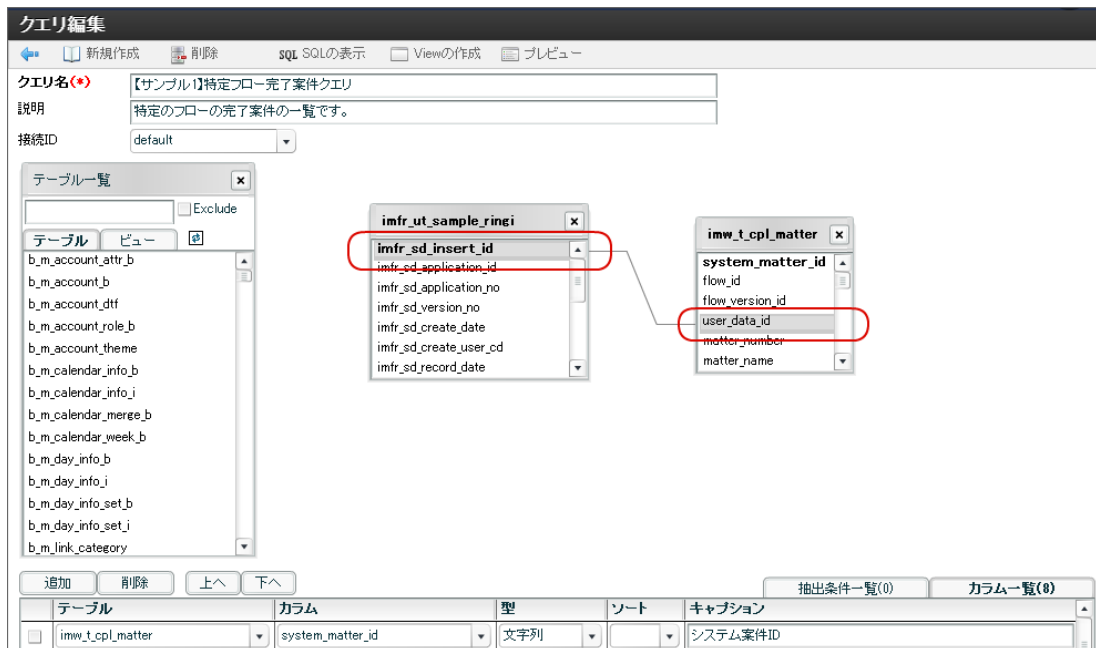 クエリ編集
新規作成 削除 SQL SQLの表示 Viewの作成 プレビュー
クエリ名(*) 【サンプル1】特定フロー完了案件クエリ
説明 特定のフローの完了案件の一覧です。
接続ID default
テーブル一覧
Exclude
テーブル ビュー
b_m_account_attr_b
b_m_account_b
b_m_account_dtf
b_m_account_role_b
b_m_account_theme
b_m_calendar_info_b
b_m_calendar_info_i
b_m_calendar_merge_b
b_m_calendar_week_b
b_m_day_info_b
b_m_day_info_i
b_m_day_info_set_b
b_m_day_info_set_i
b_m_link_category
imfr_ut_sample_ringi
imfr_sd_insert_id
imfr_sd_application_id
imfr_sd_application_no
imfr_sd_version_no
imfr_sd_create_date
imfr_sd_create_user_cd
imfr_sd_record_date
imw_t_cpl_matter
system_matter_id
flow_id
flow_version_id
user_data_id
matter_number
matter_name
追加 削除 上へ 下へ 抽出条件一覧(0) カラム一覧(8)
テーブル カラム 型 ソート キャプション
imw_t_cpl_matter system_matter_id 文字列 システム案件ID